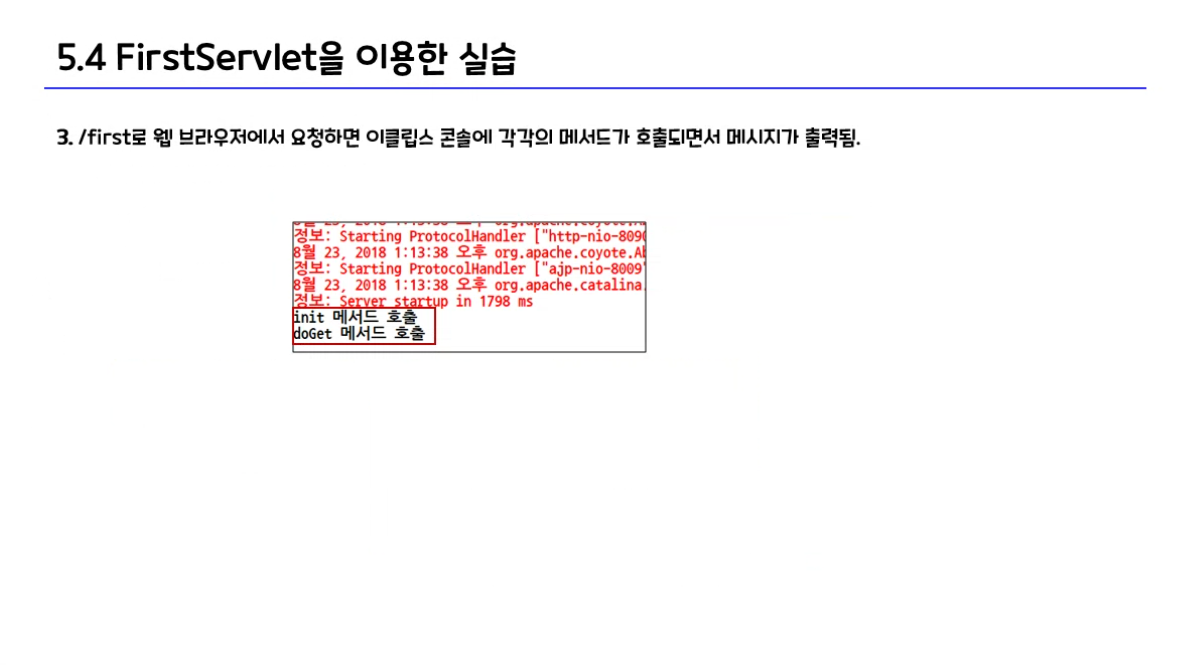 5.4 FirstServlet을 이용한 실습
3. /first로 웹 브라우저에서 요청하면 이클립스 콘솔에 각각의 메서드가 호출되면서 메시지가 출력됨.
정보: Starting ProtocolHandler ["http-nio-8090
8월 23, 2018 1:13:38 오후 org.apache.coyote.Ab
정보: Starting ProtocolHandler ["ajp-nio-8009"
8월 23, 2018 1:13:38 오후 org.apache.catalina.
정보: Server startup in 1798 ms
init 메서드 호출
doGet 메서드 호출